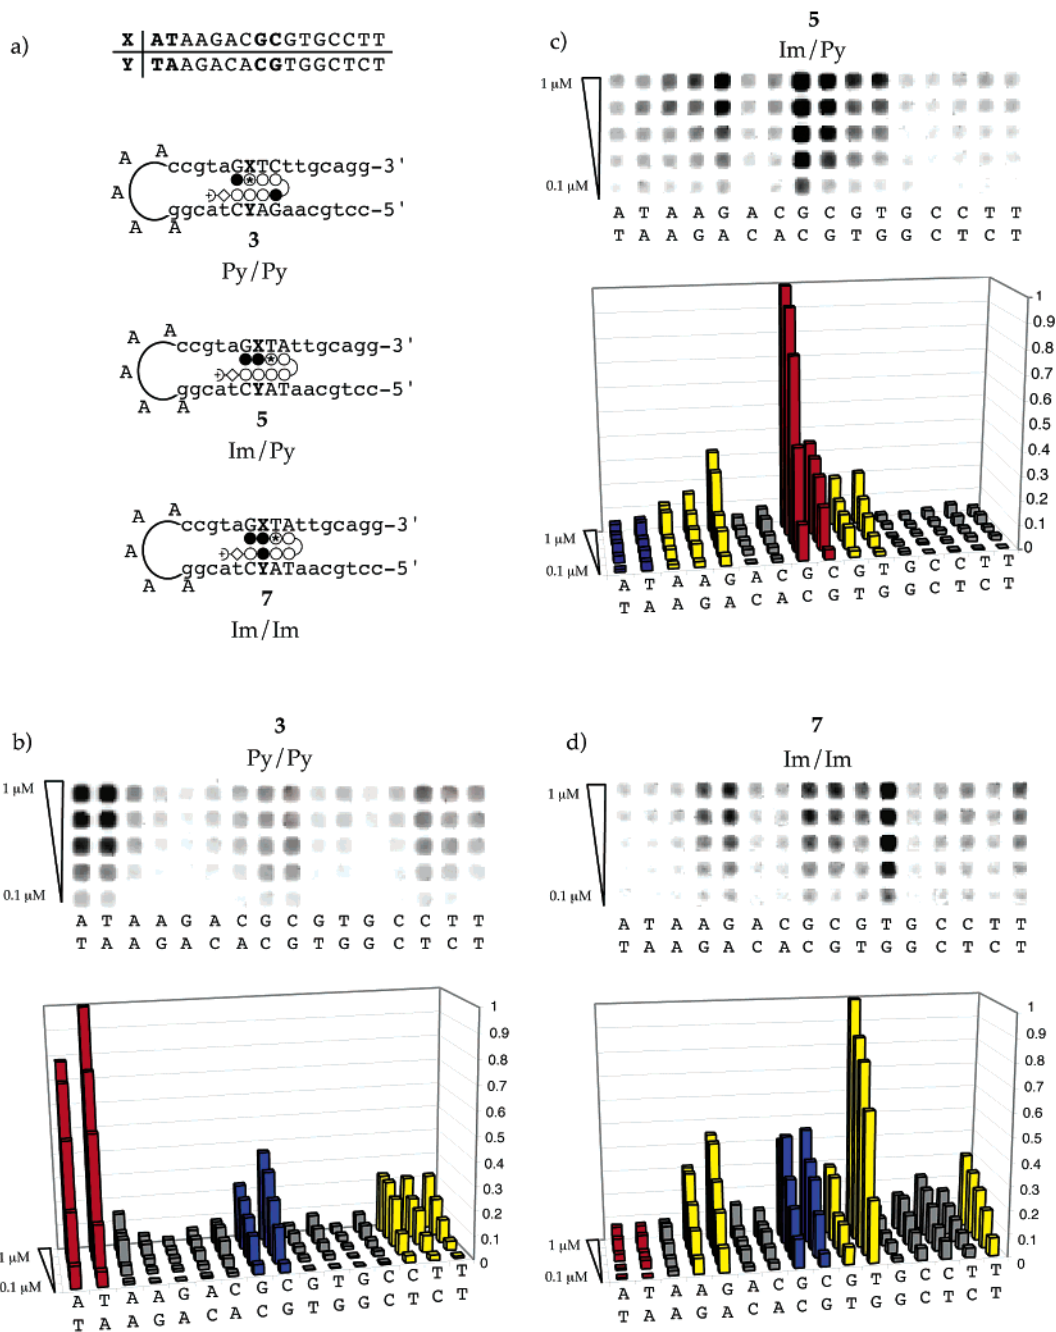 a)
X ATAAGACGCGTGCCTT
Y TAAGACACGTGGCTCT
A A A A A
ccgtaGXTCttgcagg-3'
ggcatCYAGaacgtcc-5'
3
Py/Py
A A A A A
ccgtaGXTAttgcagg-3'
ggcatCYATaacgtcc-5'
5
Im/Py
A A A A A
ccgtaGXTAttgcagg-3'
ggcatCYATaacgtcc-5'
7
Im/Im
c)
5
Im/Py
1 µM
0.1 µM
A T A A G A C G C G T G C C T T
T A A G A C A C G T G G C T C T
1
0.9
0.8
0.7
0.6
0.5
0.4
0.3
0.2
0.1
0
1 µM
0.1 µM
A T A A G A C G C G T G C C T T
T A A G A C A C G T G G C T C T
b)
3
Py/Py
1 µM
0.1 µM
A T A A G A C G C G T G C C T T
T A A G A C A C G T G G C T C T
1
0.9
0.8
0.7
0.6
0.5
0.4
0.3
0.2
0.1
0
1 µM
0.1 µM
A T A A G A C G C G T G C C T T
T A A G A C A C G T G G C T C T
d)
7
Im/Im
1 µM
0.1 µM
A T A A G A C G C G T G C C T T
T A A G A C A C G T G G C T C T
1
0.9
0.8
0.7
0.6
0.5
0.4
0.3
0.2
0.1
0
1 µM
0.1 µM
A T A A G A C G C G T G C C T T
T A A G A C A C G T G G C T C T